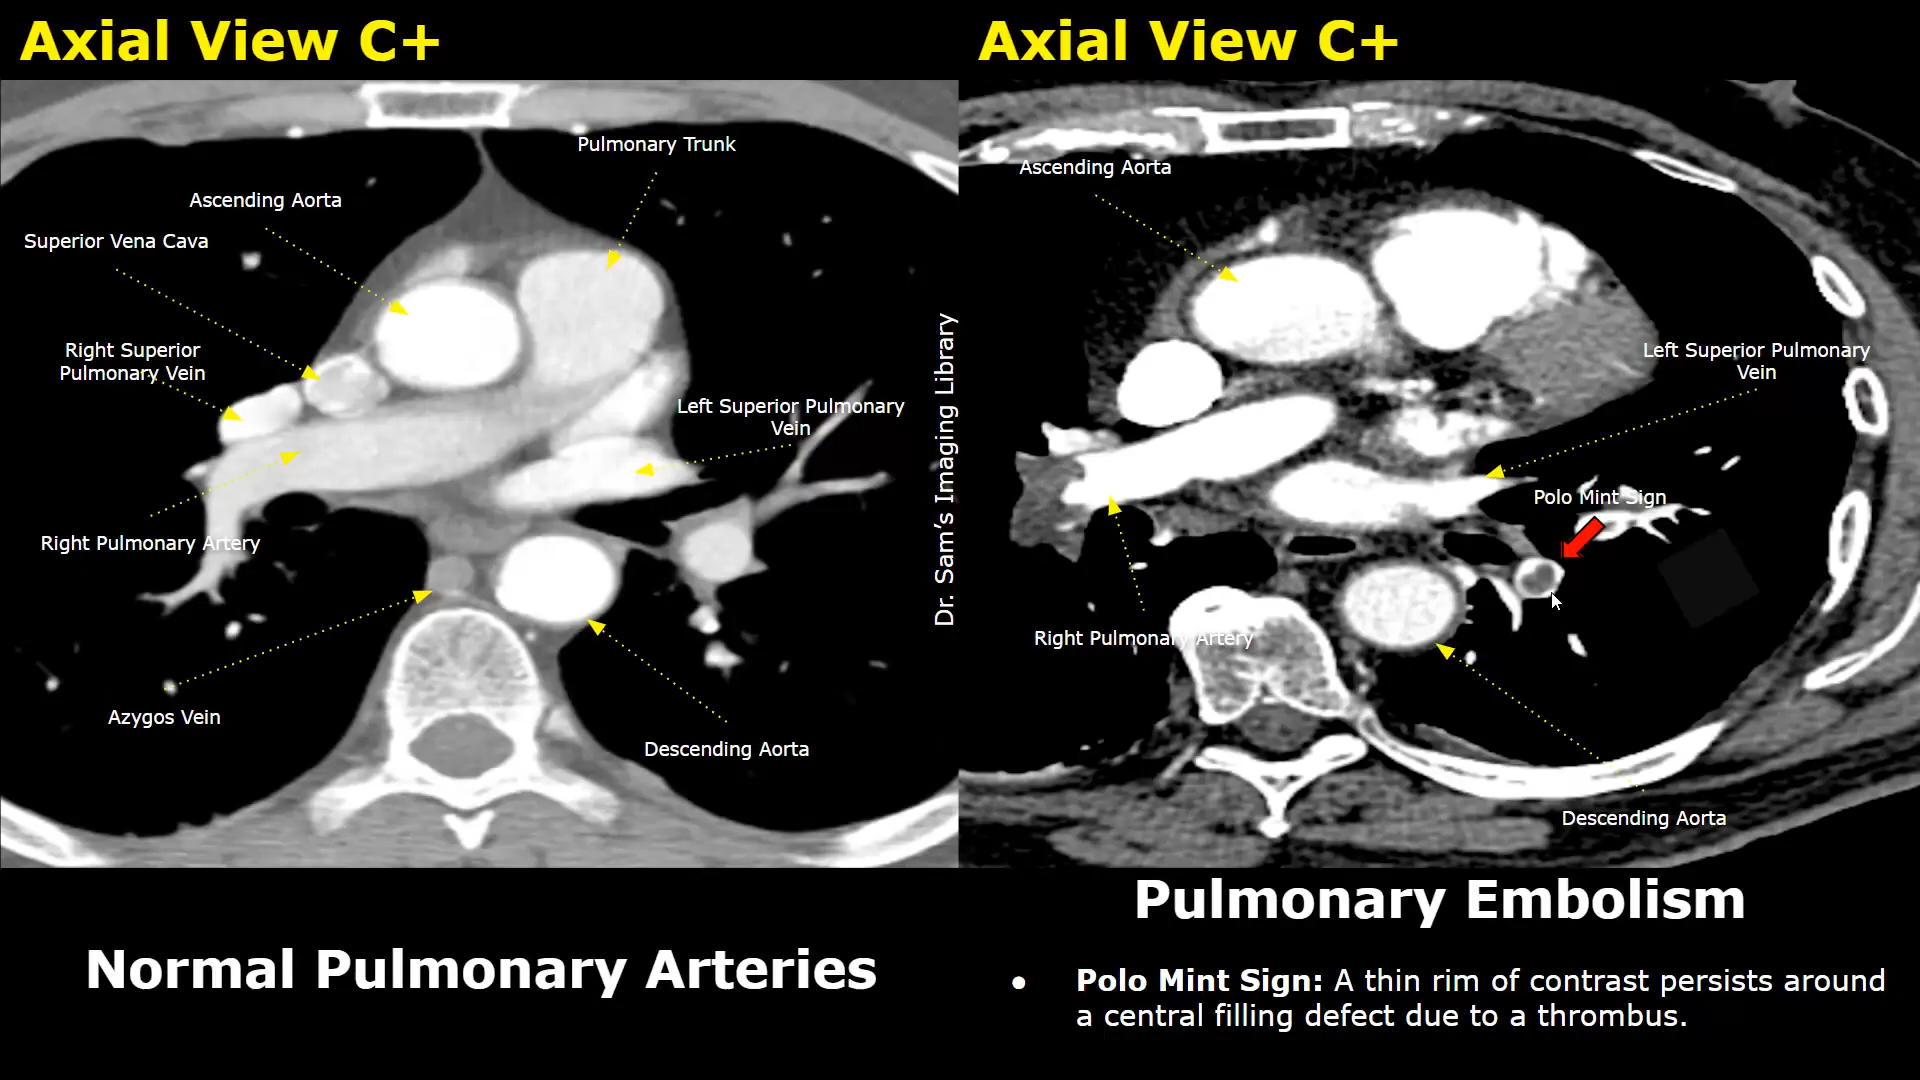 Axial View C+
Pulmonary Trunk
Ascending Aorta
Superior Vena Cava
Right Superior
Pulmonary Vein
Left Superior Pulmonary
Vein
Right Pulmonary Artery
Azygos Vein
Descending Aorta
Normal Pulmonary Arteries
Dr. Sam's Imaging Library
Axial View C+
Ascending Aorta
Left Superior Pulmonary
Vein
Polo Mint Sign
Right Pulmonary Artery
Descending Aorta
Pulmonary Embolism
● Polo Mint Sign: A thin rim of contrast persists around
a central filling defect due to a thrombus.